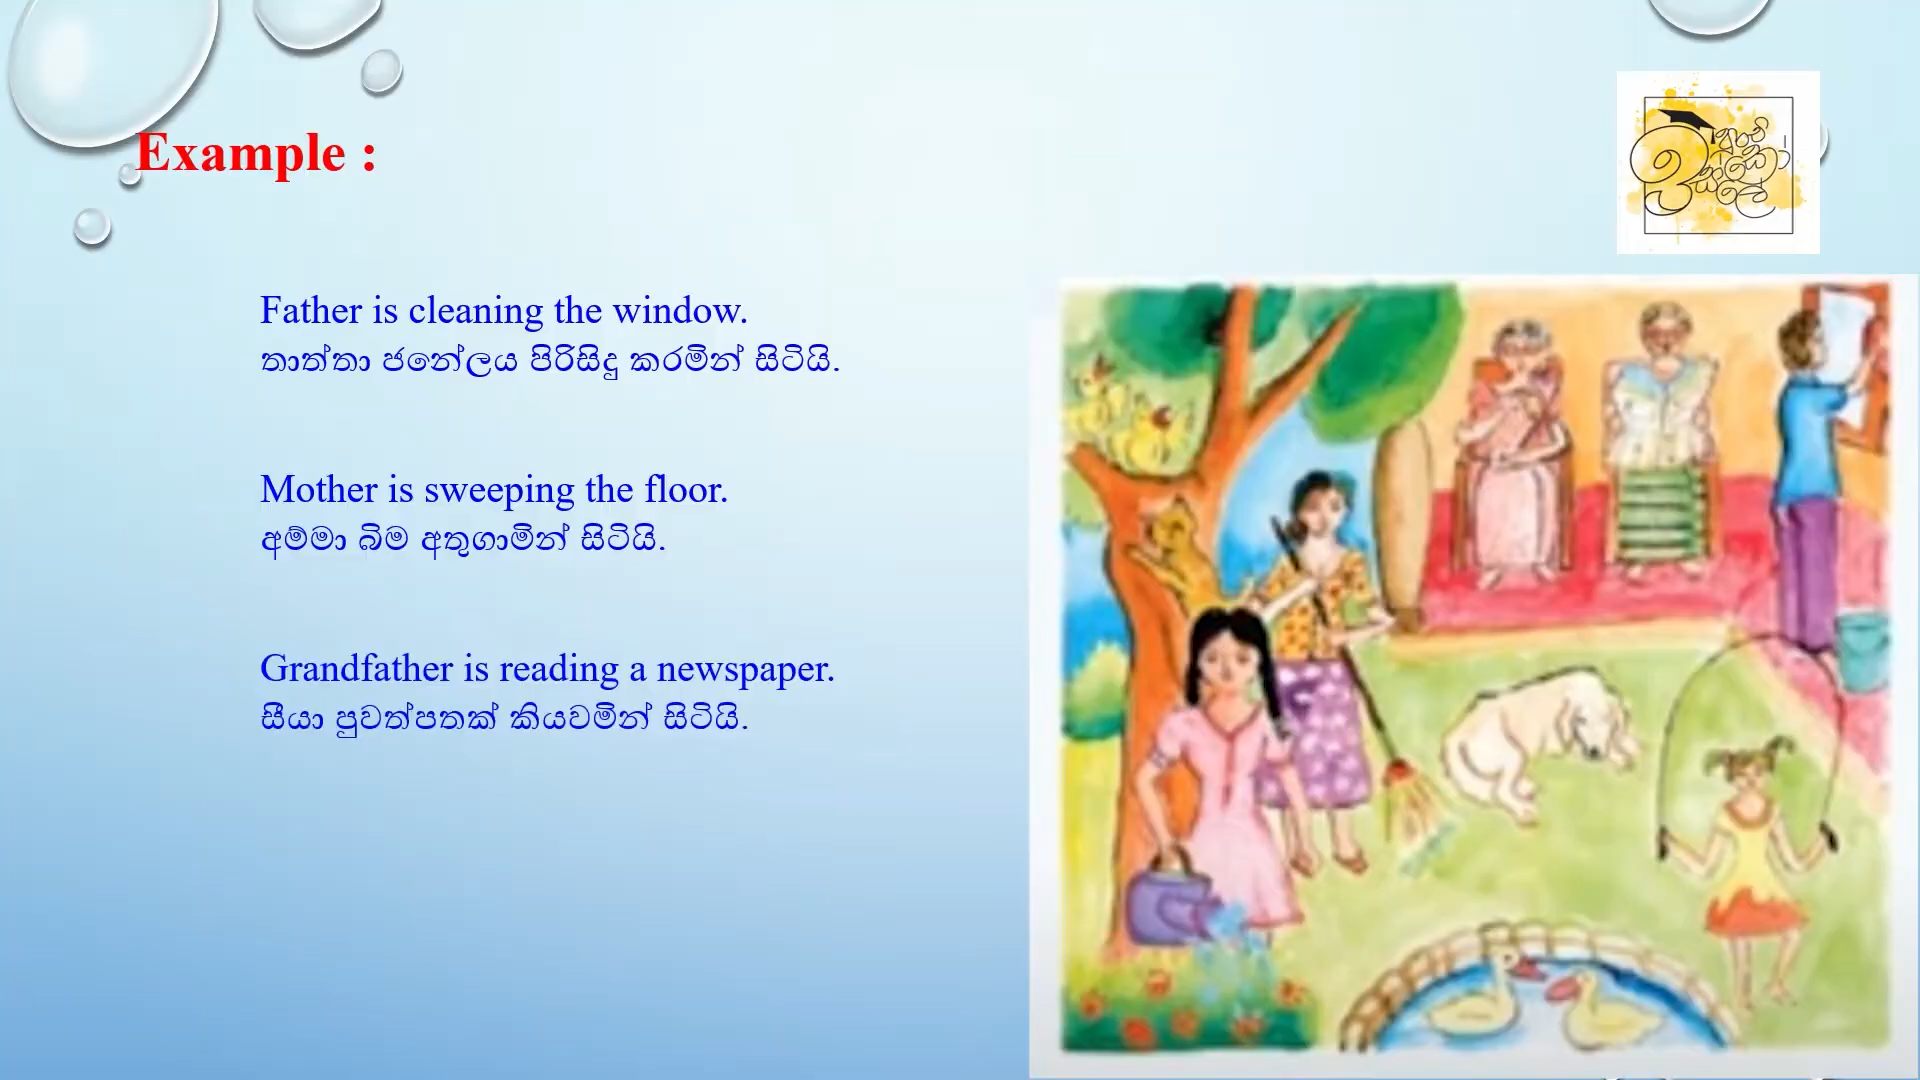 Example :
Father is cleaning the window.
තාත්තා ජනේලය පිරිසිදු කරමින් සිටියි.
Mother is sweeping the floor.
අම්මා බිම අතුගාමින් සිටියි.
Grandfather is reading a newspaper.
සීයා පුවත්පතක් කියවමින් සිටියි.